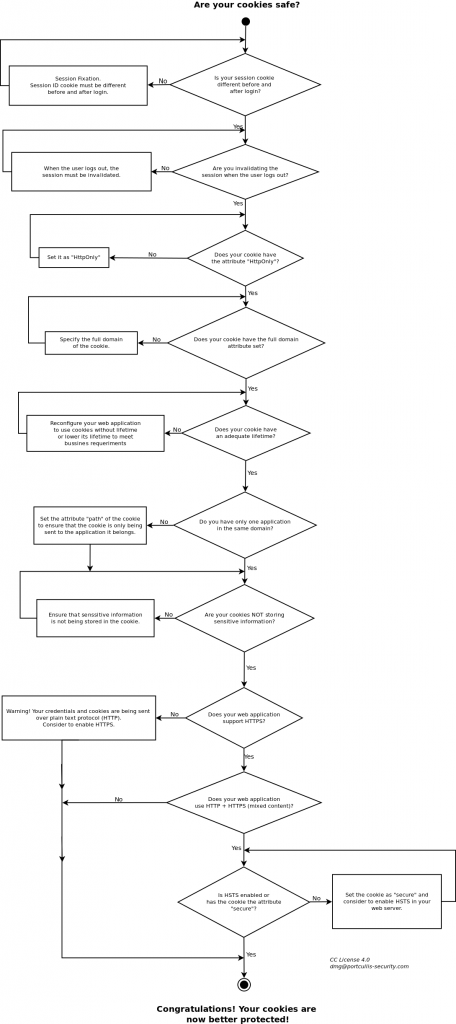 Are your cookies safe?
Is your session cookie
different before and
after login?
No
Session Fixation.
Session ID cookie must be different
before and after login.
Yes
Are you invalidating the
session when the user logs out?
No
When the user logs out, the
session must be invalidated.
Yes
Does your cookie have
the attribute "HttpOnly"?
No
Set it as "HttpOnly"
Yes
Does your cookie have the full domain
attribute set?
No
Specify the full domain
of the cookie.
Yes
Does your cookie have
an adequate lifetime?
No
Reconfigure your web application
to use cookies without lifetime
or lower its lifetime to meet
bussines requeriments
Yes
Do you have only one application
in the same domain?
No
Set the attribute "path" of the cookie
to ensure that the cookie is only being
sent to the application it belongs.
Yes
Are your cookies NOT storing
sensitive information?
No
Ensure that senssitive information
is not being stored in the cookie.
Yes
Does your web application
support HTTPS?
No
Warning! Your credentials and cookies are being sent
over plain text protocol (HTTP).
Consider to enable HTTPS.
Yes
Does your web application
use HTTP + HTTPS (mixed content)?
No
Yes
Is HSTS enabled or
has the cookie the attribute
"secure"?
No
Set the cookie as "secure" and
consider to enable HSTS in your
web server.
Yes
CC License 4.0
dmg@portcullis-security.com
Congratulations! Your cookies are
now better protected!